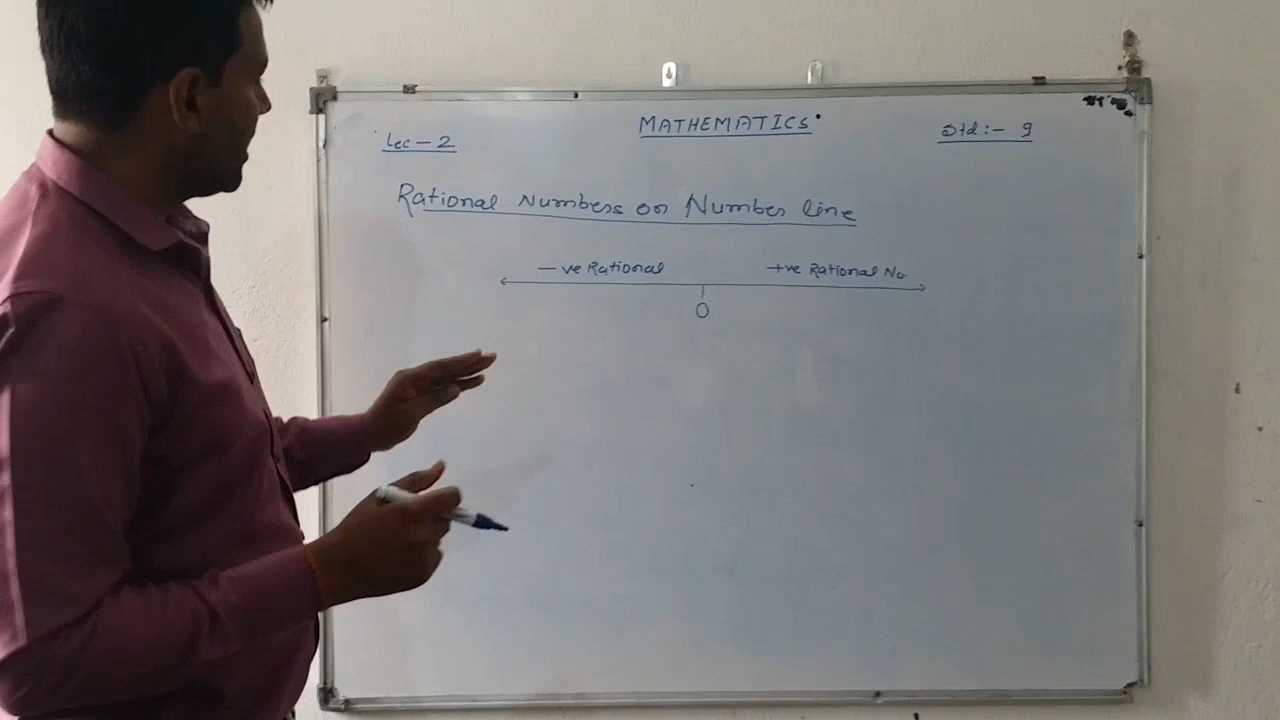 Lec - 2
MATHEMATICS
Std :- 9
Rational Numbers on Number line
-ve Rational
+ve Rational No
0